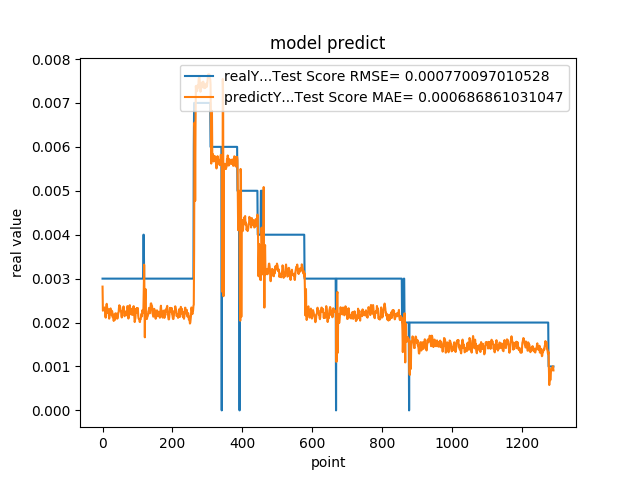 model predict
realY...Test Score RMSE= 0.000770097010528
predictY...Test Score MAE= 0.000686861031047
0.008
0.007
0.006
0.005
0.004
0.003
0.002
0.001
0.000
real value
0 200 400 600 800 1000 1200
point